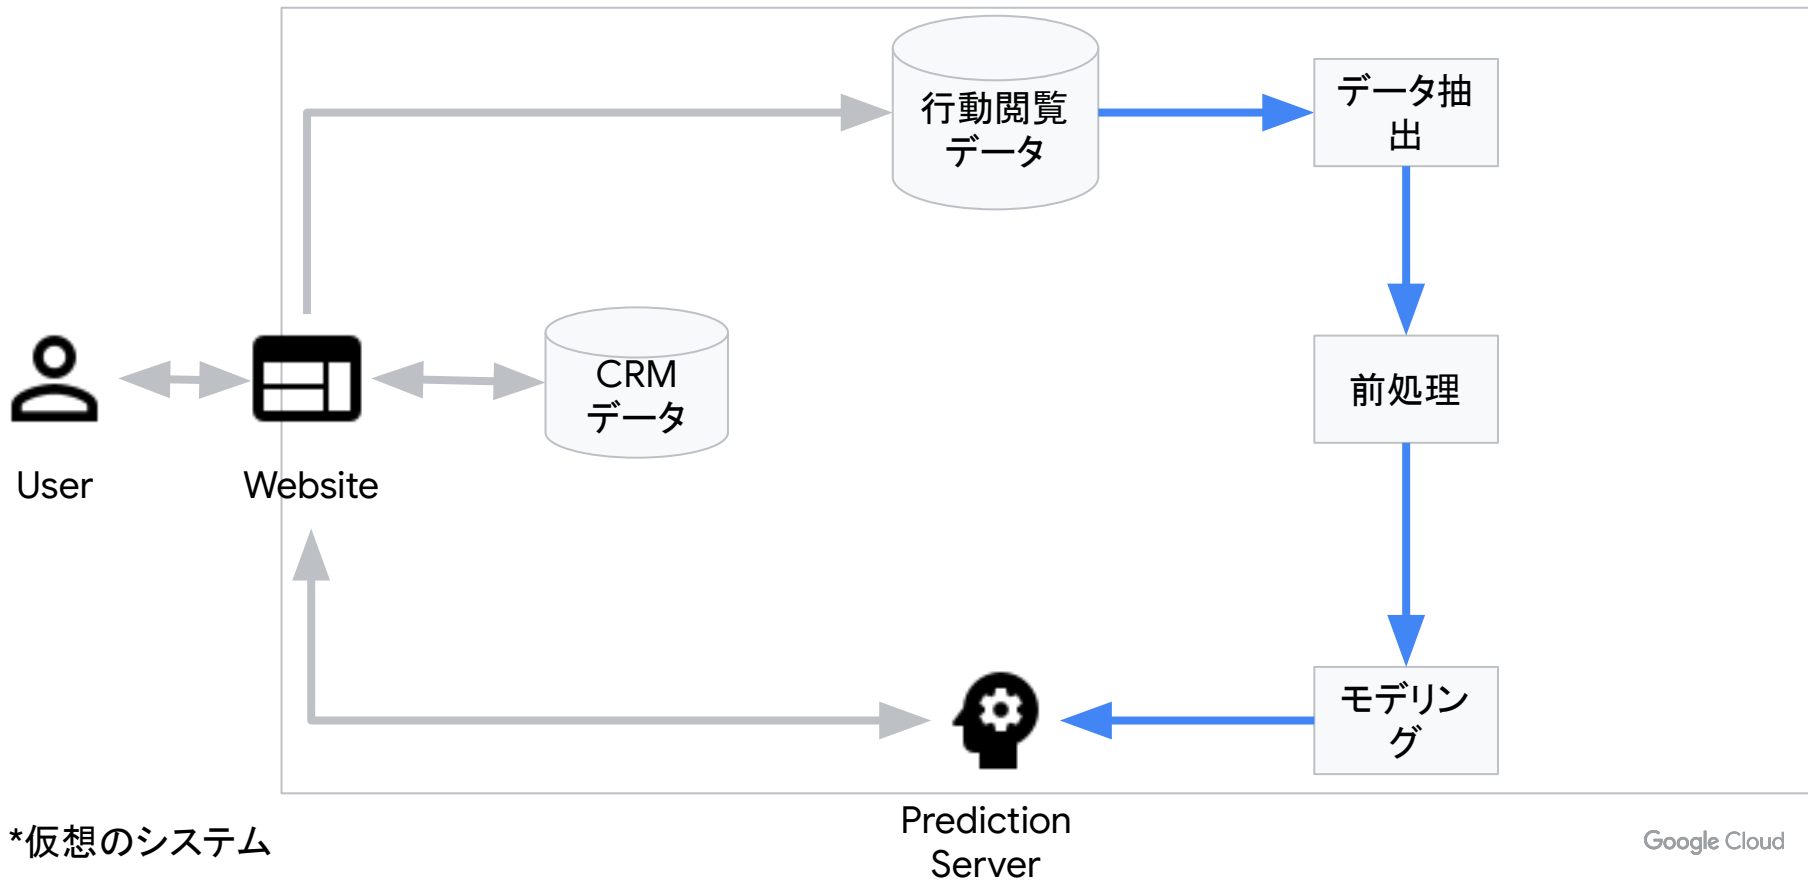 行動閲覧
データ
データ抽
出
CRM
データ
前処理
User
Website
モデリン
グ
Prediction
Server
*仮想のシステム
Google Cloud